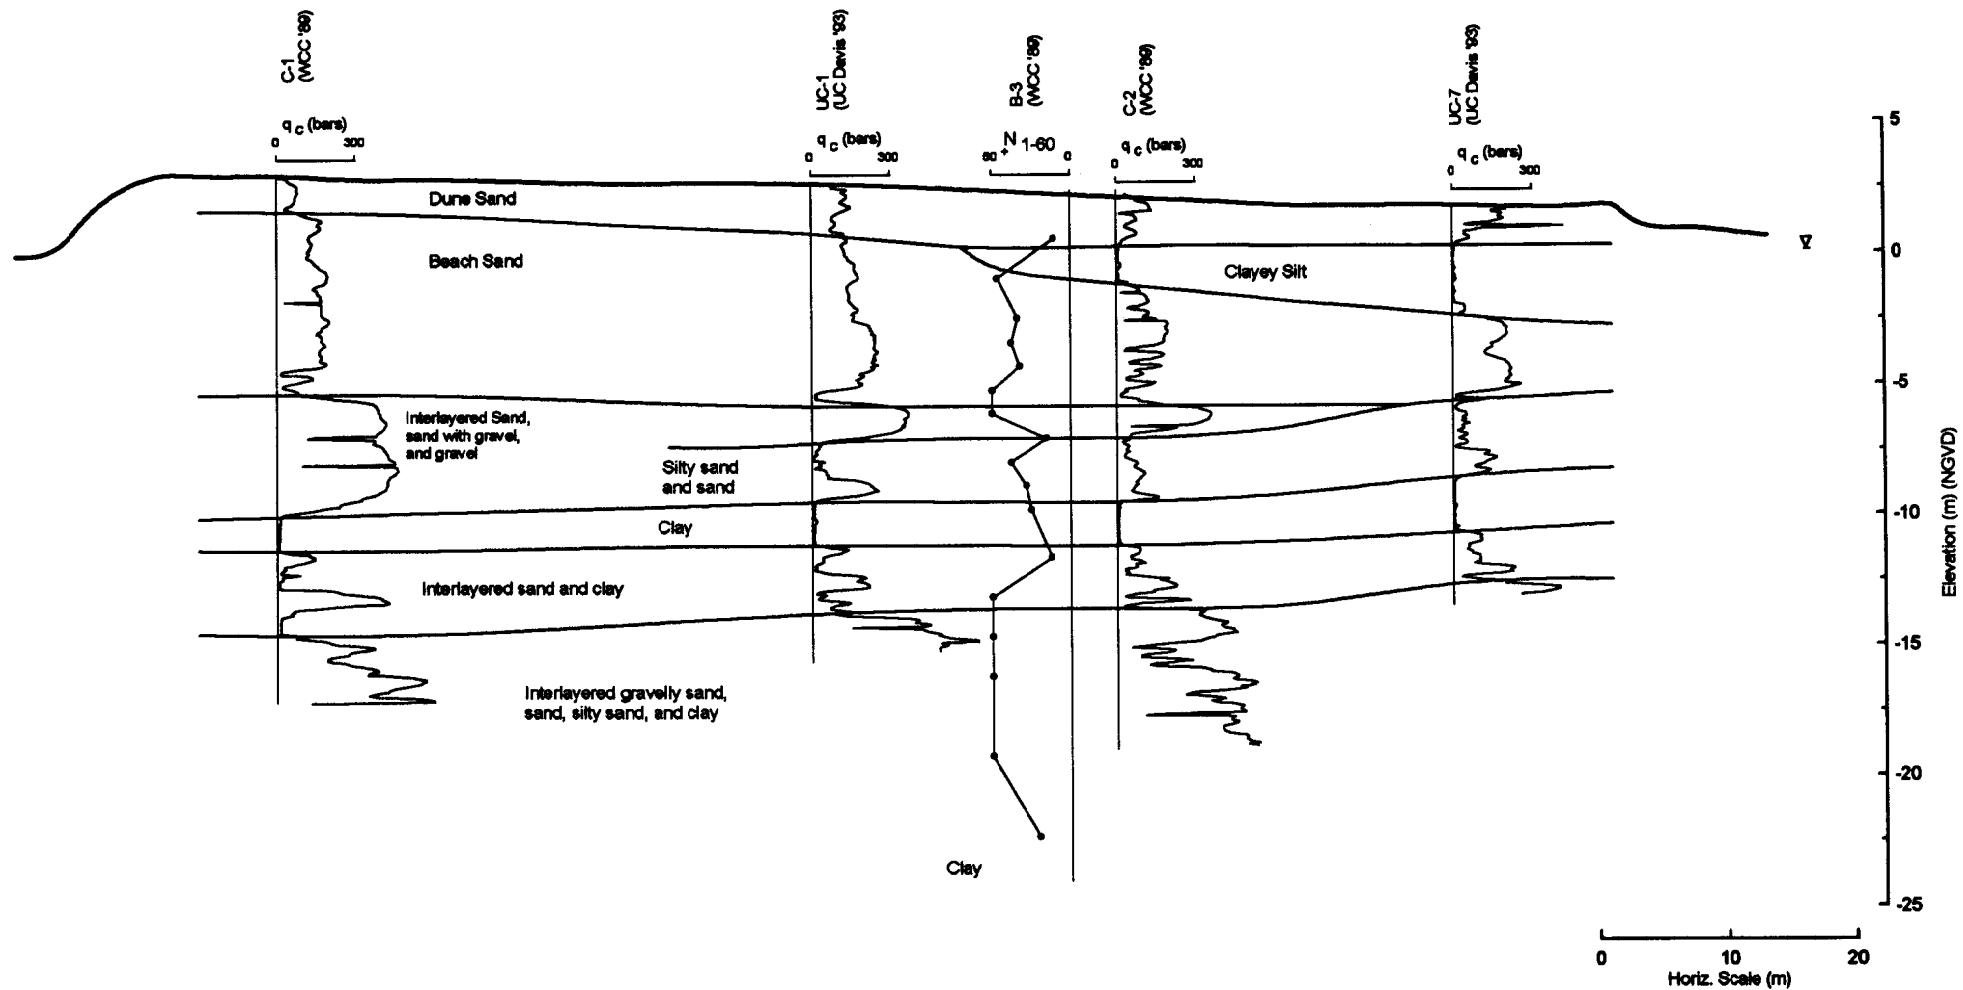 C-1
(WCC '89)
UC-1
(UC Davis '93)
B-3
(WCC '89)
C-2
(WCC '89)
UC-7
(UC Davis '93)
q c (bars)
0 300
q c (bars)
0 300
N 1-60
60 + 0
q c (bars)
0 300
q c (bars)
0 300
Dune Sand
Beach Sand
Clayey Silt
Interlayered Sand,
sand with gravel,
and gravel
Silty sand
and sand
Clay
Interlayered sand and clay
Interlayered gravelly sand,
sand, silty sand, and clay
Clay
5
0
-5
-10
-15
-20
-25
Elevation (m) (NGVD)
0 10 20
Horiz. Scale (m)